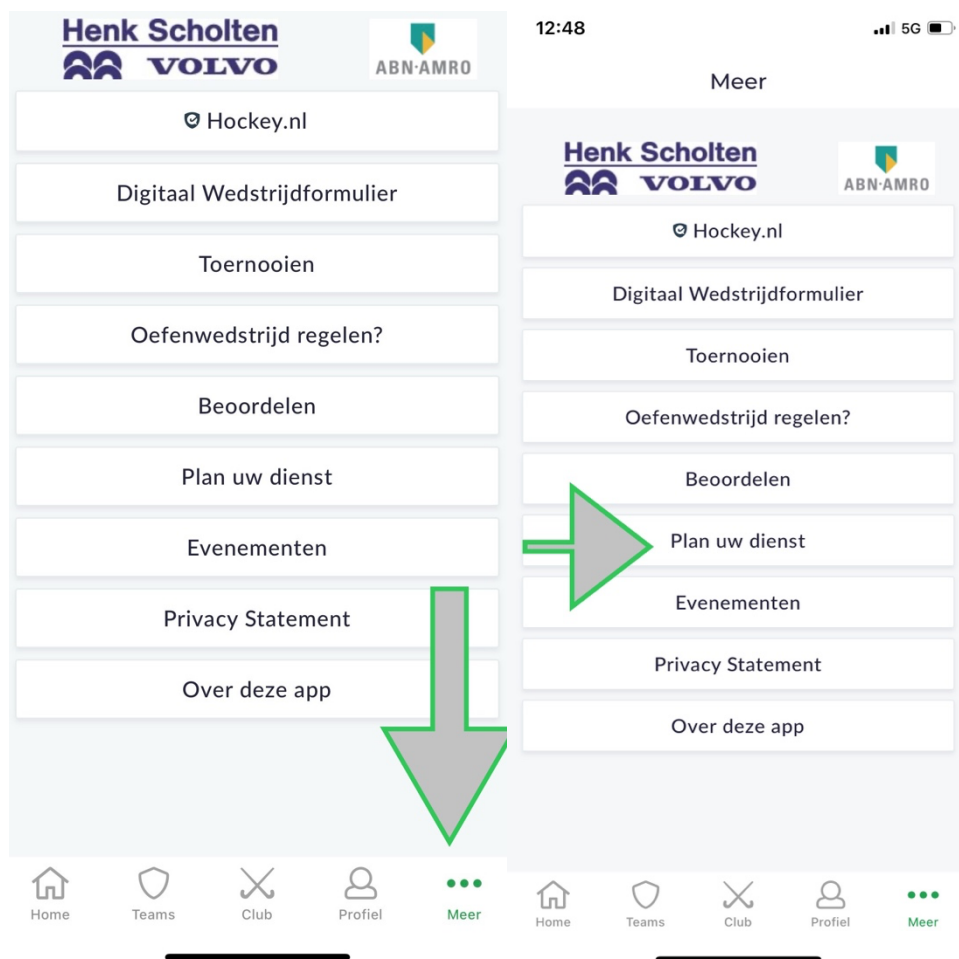 Henk Scholten
VOLVO
ABN·AMRO
Hockey.nl
Digitaal Wedstrijdformulier
Toernooien
Oefenwedstrijd regelen?
Beoordelen
Plan uw dienst
Evenementen
Privacy Statement
Over deze app
Home
Teams
Club
Profiel
Meer
12:48
5G
Meer
Henk Scholten
VOLVO
ABN·AMRO
Hockey.nl
Digitaal Wedstrijdformulier
Toernooien
Oefenwedstrijd regelen?
Beoordelen
Plan uw dienst
Evenementen
Privacy Statement
Over deze app
Home
Teams
Club
Profiel
Meer